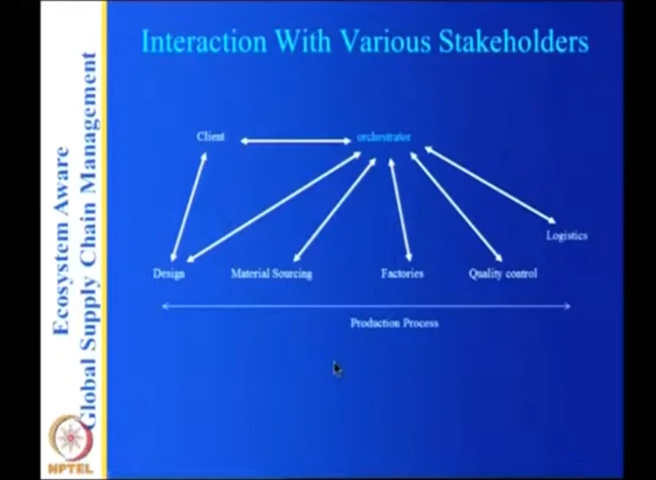 Interaction With Various Stakeholders
Ecosystem Aware
Global Supply Chain Management
Client
orchestrator
Logistics
Design
Material Sourcing
Factories
Quality control
Production Process
NPTEL